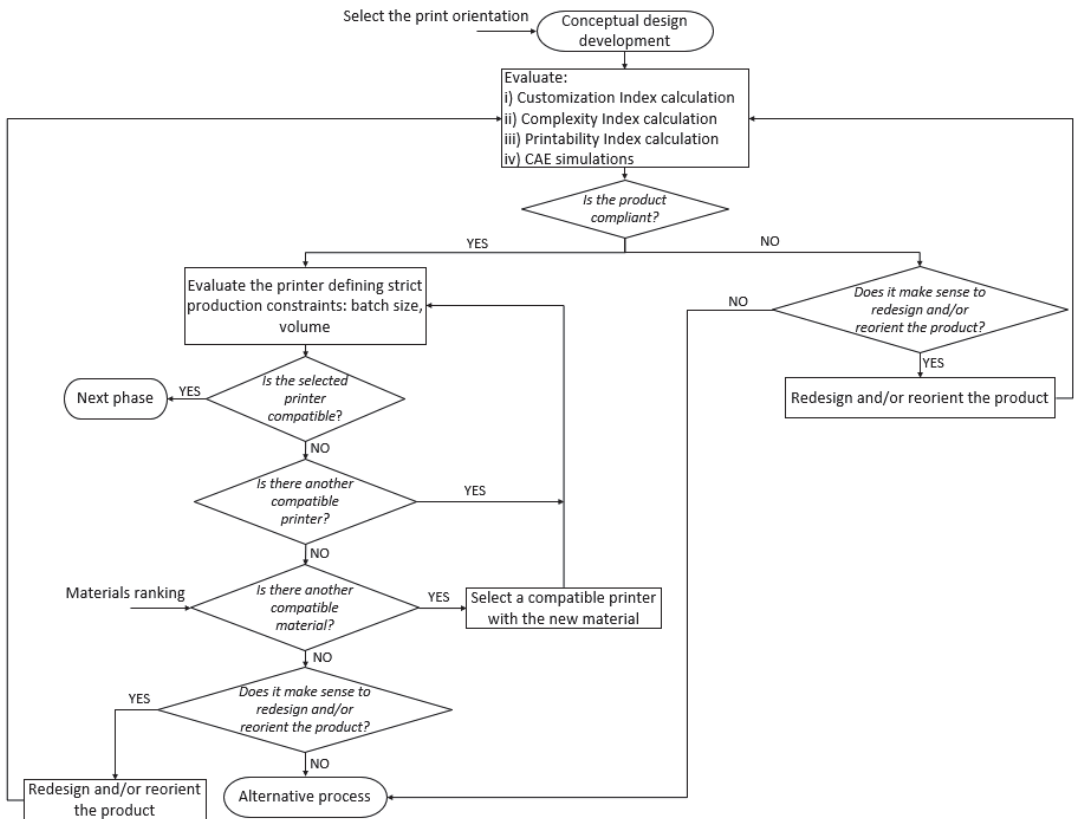 Select the print orientation
Conceptual design
development
Evaluate:
i) Customization Index calculation
ii) Complexity Index calculation
iii) Printability Index calculation
iv) CAE simulations
Is the product
compliant?
YES
NO
Evaluate the printer defining strict
production constraints: batch size,
volume
NO
Does it make sense to
redesign and/or
reorient the product?
YES
Redesign and/or reorient the product
Next phase
YES
Is the selected
printer
compatible?
NO
Is there another
compatible
printer?
YES
NO
Materials ranking
Is there another
compatible
material?
YES
Select a compatible printer
with the new material
NO
YES
Does it make sense to
redesign and/or
reorient the product?
NO
Redesign and/or reorient
the product
Alternative process